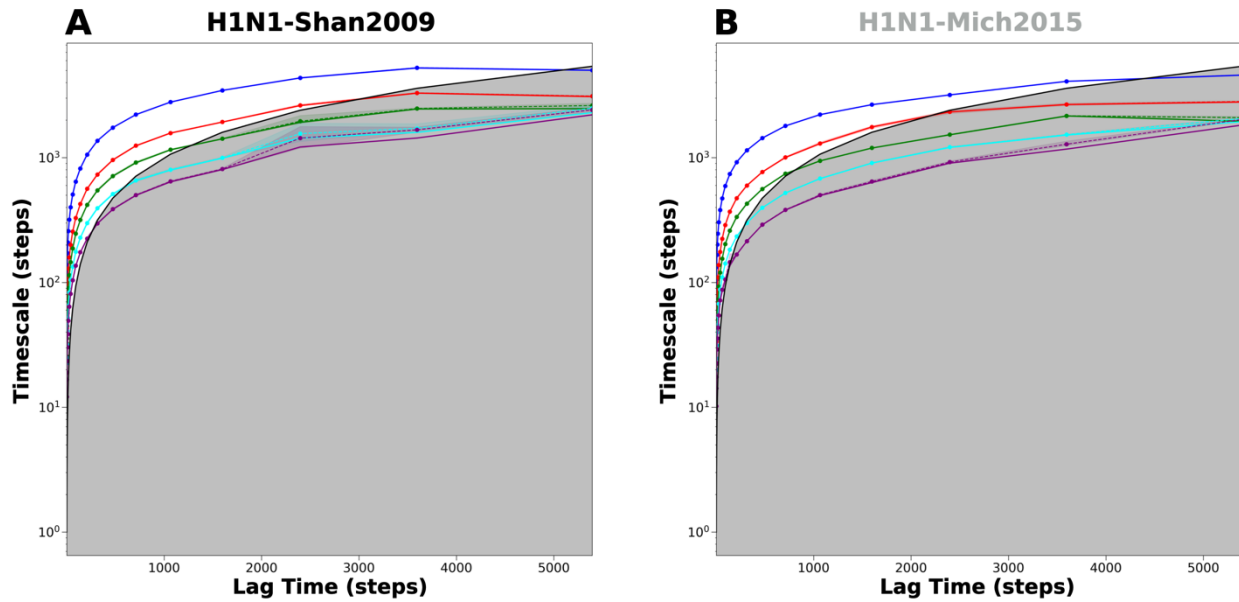 A
H1N1-Shan2009
Timescale (steps)
10³
10²
10¹
10⁰
1000 2000 3000 4000 5000
Lag Time (steps)
B
H1N1-Mich2015
Timescale (steps)
10³
10²
10¹
10⁰
1000 2000 3000 4000 5000
Lag Time (steps)